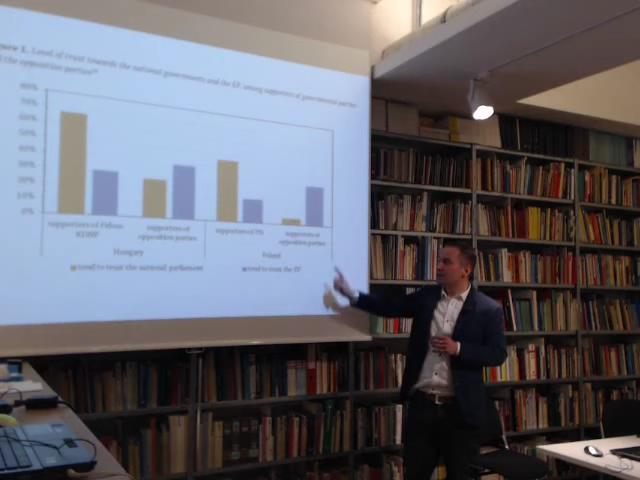 Figure 1. Level of trust towards the national governments and the EP, among supporters of governmental parties
the opposition parties
80%
70%
60%
50%
40%
30%
20%
10%
0%
supporters of Fidesz-KDNP
supporters of opposition parties
supporters of PiS
supporters of opposition parties
Hungary
Poland
tend to trust the national parliament
tend to trust the EP